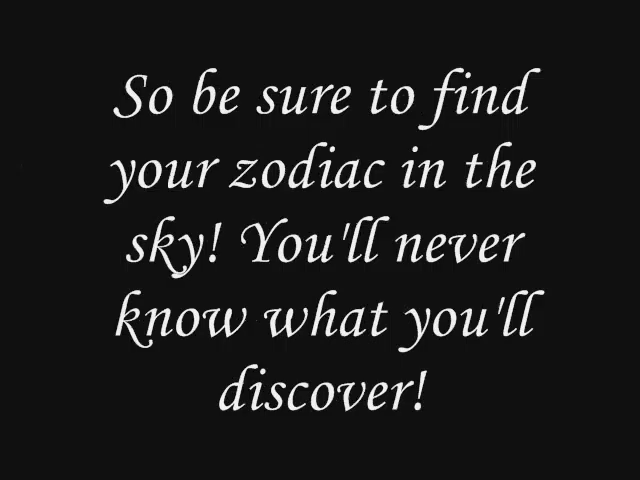 So be sure to find
your zodiac in the
sky! You'll never
know what you'll
discover!